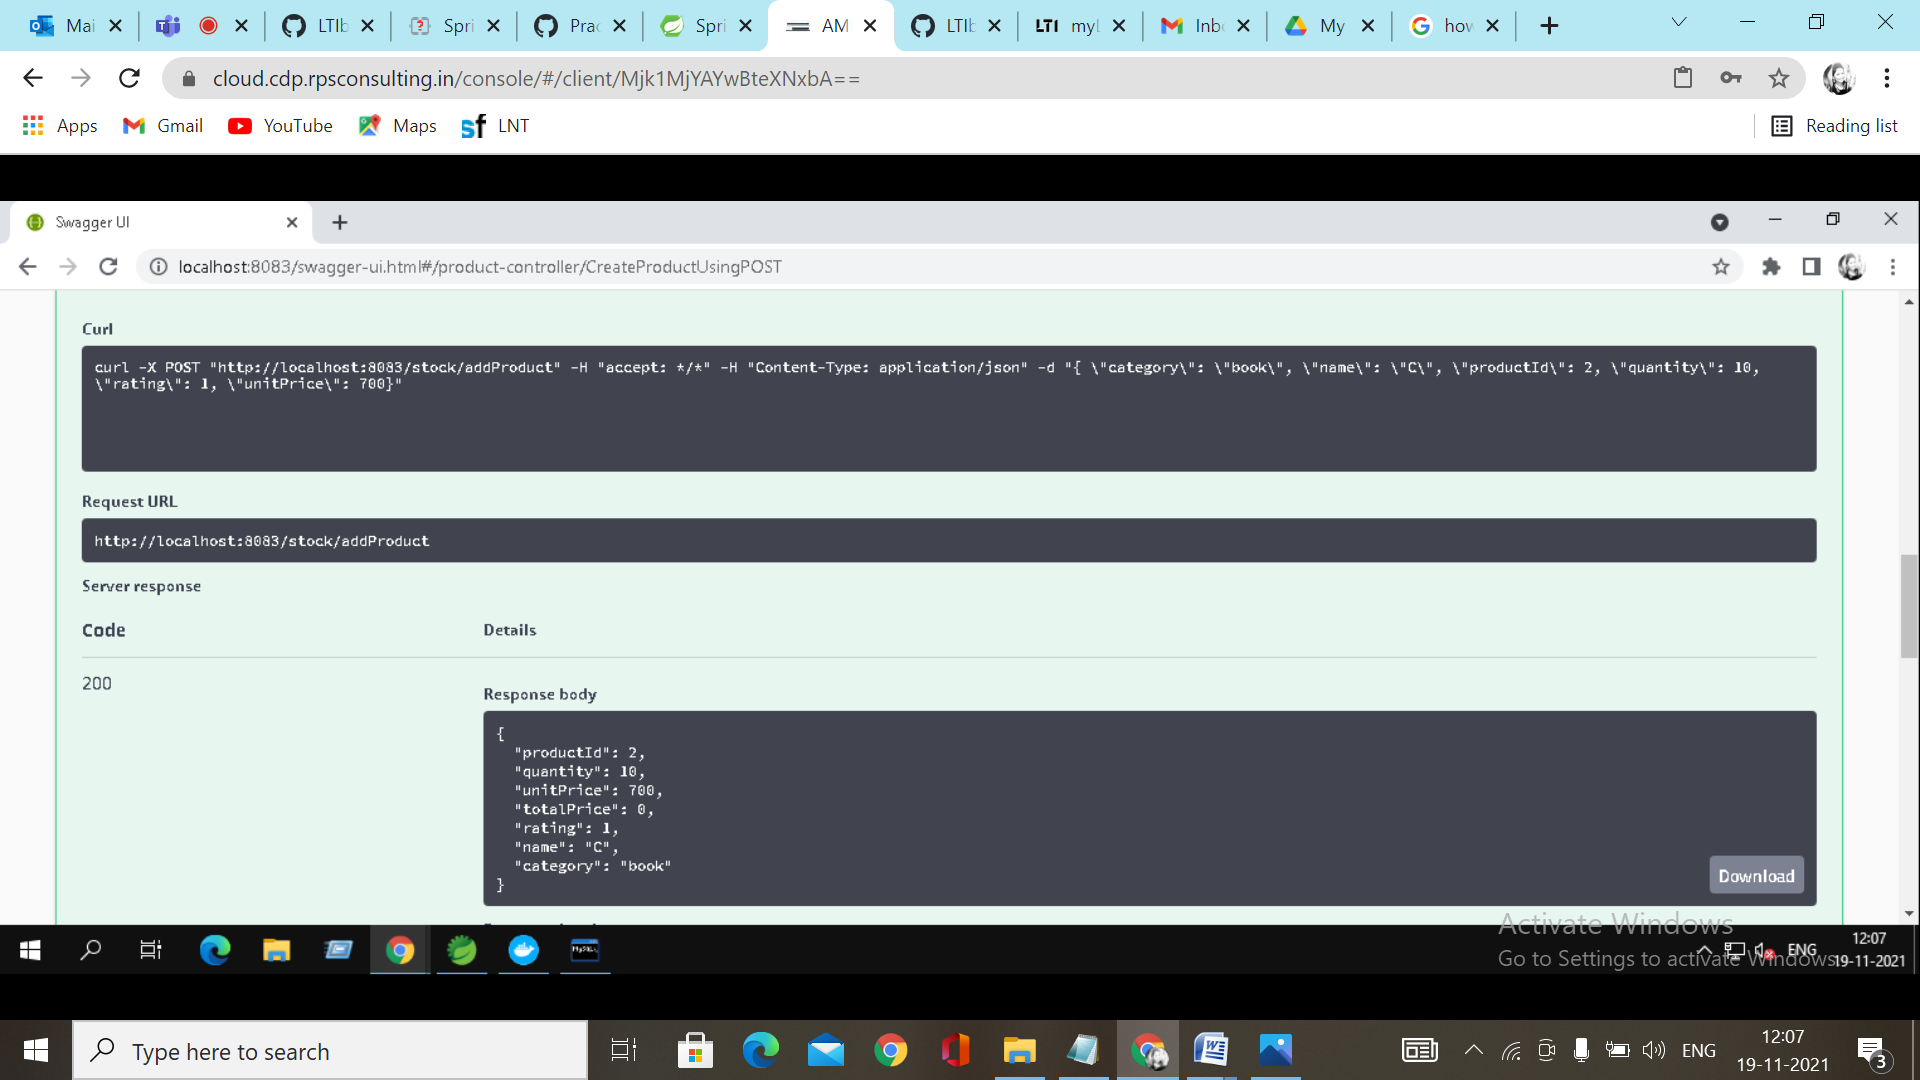 Mai
LTIb
Spri
Prac
Spri
AM
LTIb
LTI myL
Inbo
My
how
cloud.cdp.rpsconsulting.in/console/#/client/Mjk1MjYAYwBteXNxbA==
Apps Gmail YouTube Maps sf LNT Reading list
Swagger UI
localhost:8083/swagger-ui.html#/product-controller/CreateProductUsingPOST
Curl
curl -X POST "http://localhost:8083/stock/addProduct" -H "accept: */*" -H "Content-Type: application/json" -d "{ \"category\": \"book\", \"name\": \"C\", \"productId\": 2, \"quantity\": 10,
\"rating\": 1, \"unitPrice\": 700}"
Request URL
http://localhost:8083/stock/addProduct
Server response
Code Details
200
Response body
{
"productId": 2,
"quantity": 10,
"unitPrice": 700,
"totalPrice": 0,
"rating": 1,
"name": "C",
"category": "book"
}
Download
Activate Windows
Go to Settings to activate Windows
ENG
12:07
19-11-2021
Type here to search
ENG
12:07
19-11-2021
3